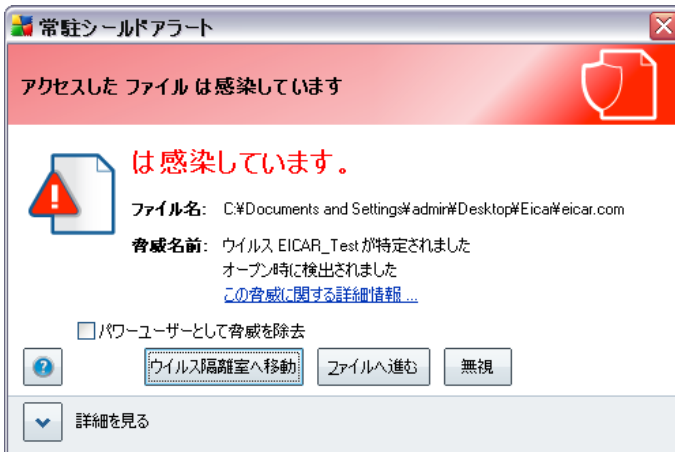 常駐シールドアラート
アクセスした ファイル は感染しています
は感染しています。
ファイル名: C:¥Documents and Settings¥admin¥Desktop¥Eicar¥eicar.com
脅威名前: ウイルス EICAR_Test が特定されました
オープン時に検出されました
この脅威に関する詳細情報 ...
パワーユーザーとして脅威を除去
ウイルス隔離室へ移動 ファイルへ進む 無視
詳細を見る